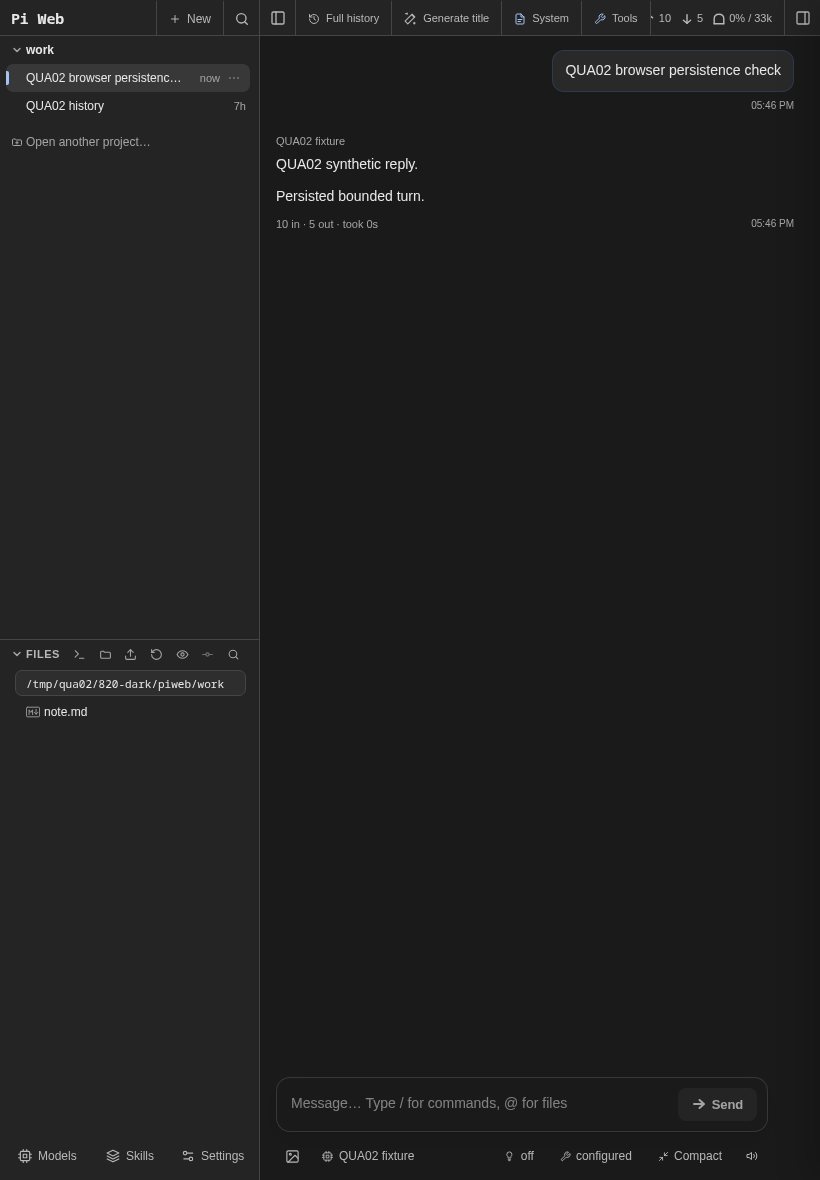 Pi Web
New
Full history
Generate title
System
Tools
10
5
0% / 33k
work
QUA02 browser persistenc…
now
QUA02 history
7h
Open another project…
QUA02 browser persistence check
05:46 PM
QUA02 fixture
QUA02 synthetic reply.
Persisted bounded turn.
10 in · 5 out · took 0s
05:46 PM
FILES
/tmp/qua02/820-dark/piweb/work
note.md
Message… Type / for commands, @ for files
Send
Models
Skills
Settings
QUA02 fixture
off
configured
Compact